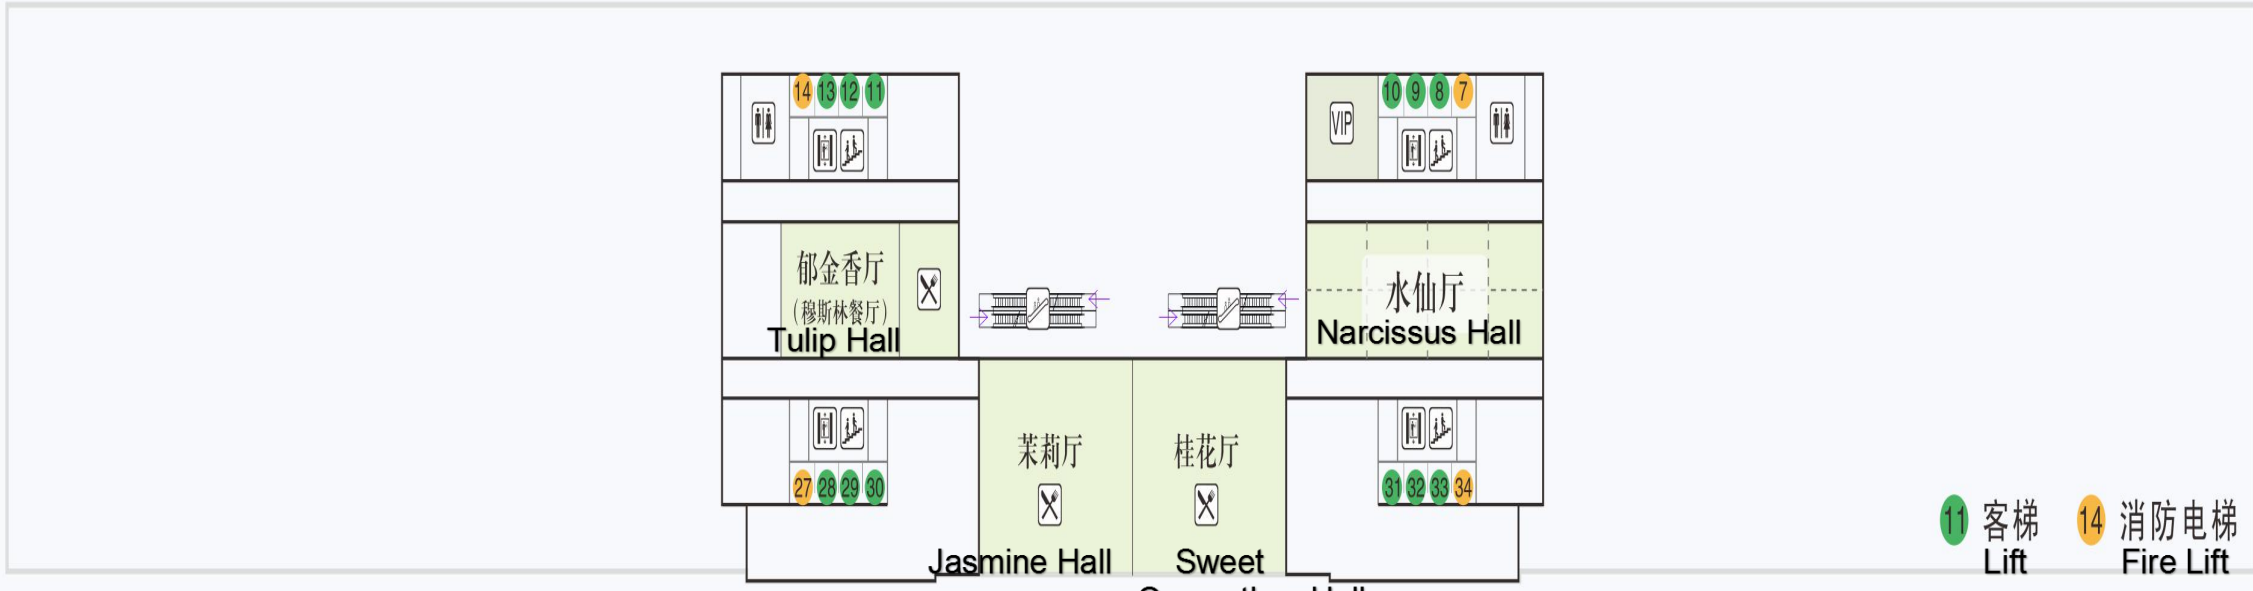 14 13 12 11
10 9 8 7
VIP
郁金香厅
（穆斯林餐厅）
Tulip Hall
水仙厅
Narcissus Hall
茉莉厅
Jasmine Hall
桂花厅
Sweet
27 28 29 30
31 32 33 34
11 客梯
Lift
14 消防电梯
Fire Lift